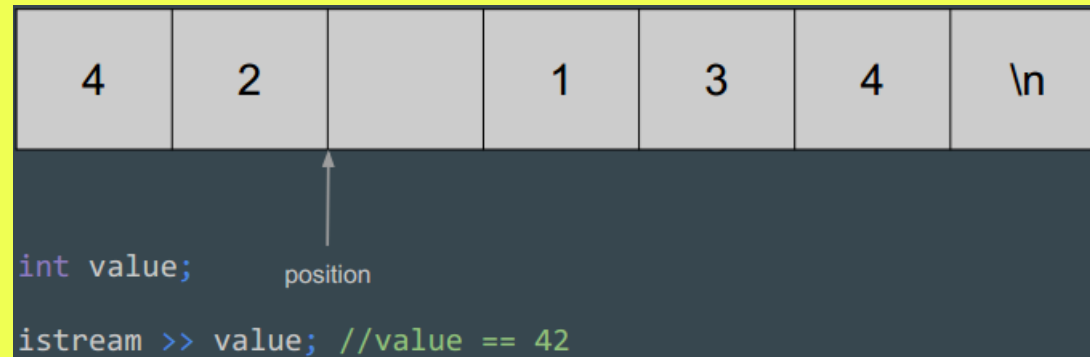 4 2 1 3 4 \n
position
int value;
istream >> value; //value == 42